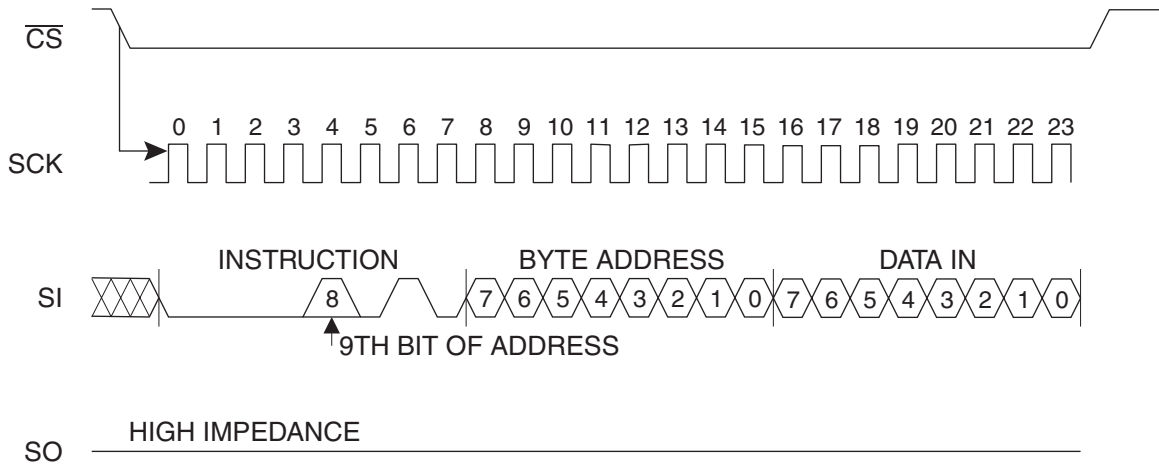 CS
0 1 2 3 4 5 6 7 8 9 10 11 12 13 14 15 16 17 18 19 20 21 22 23
SCK
INSTRUCTION BYTE ADDRESS DATA IN
SI 8 7 6 5 4 3 2 1 0 7 6 5 4 3 2 1 0
9TH BIT OF ADDRESS
HIGH IMPEDANCE
SO